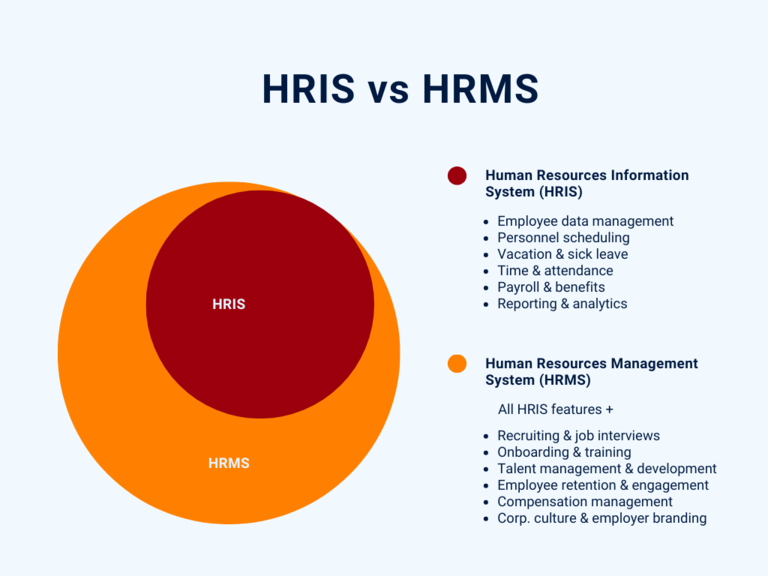 HRIS vs HRMS
HRIS
HRMS
Human Resources Information
System (HRIS)
• Employee data management
• Personnel scheduling
• Vacation & sick leave
• Time & attendance
• Payroll & benefits
• Reporting & analytics
Human Resources Management
System (HRMS)
All HRIS features +
• Recruiting & job interviews
• Onboarding & training
• Talent management & development
• Employee retention & engagement
• Compensation management
• Corp. culture & employer branding